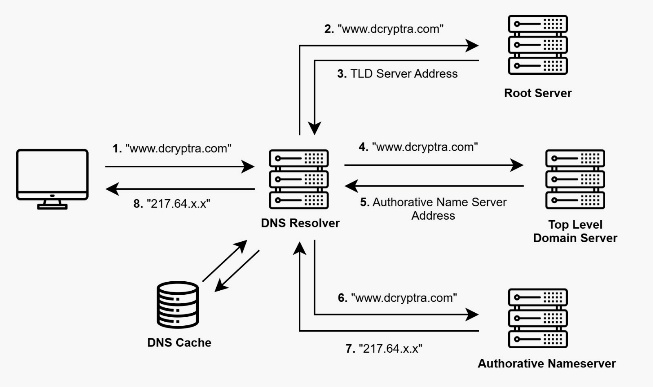 2. "www.dcryptra.com"
3. TLD Server Address
Root Server
1. "www.dcryptra.com"
8. "217.64.x.x"
DNS Resolver
4. "www.dcryptra.com"
5. Authorative Name Server
Address
Top Level
Domain Server
DNS Cache
6. "www.dcryptra.com"
7. "217.64.x.x"
Authorative Nameserver